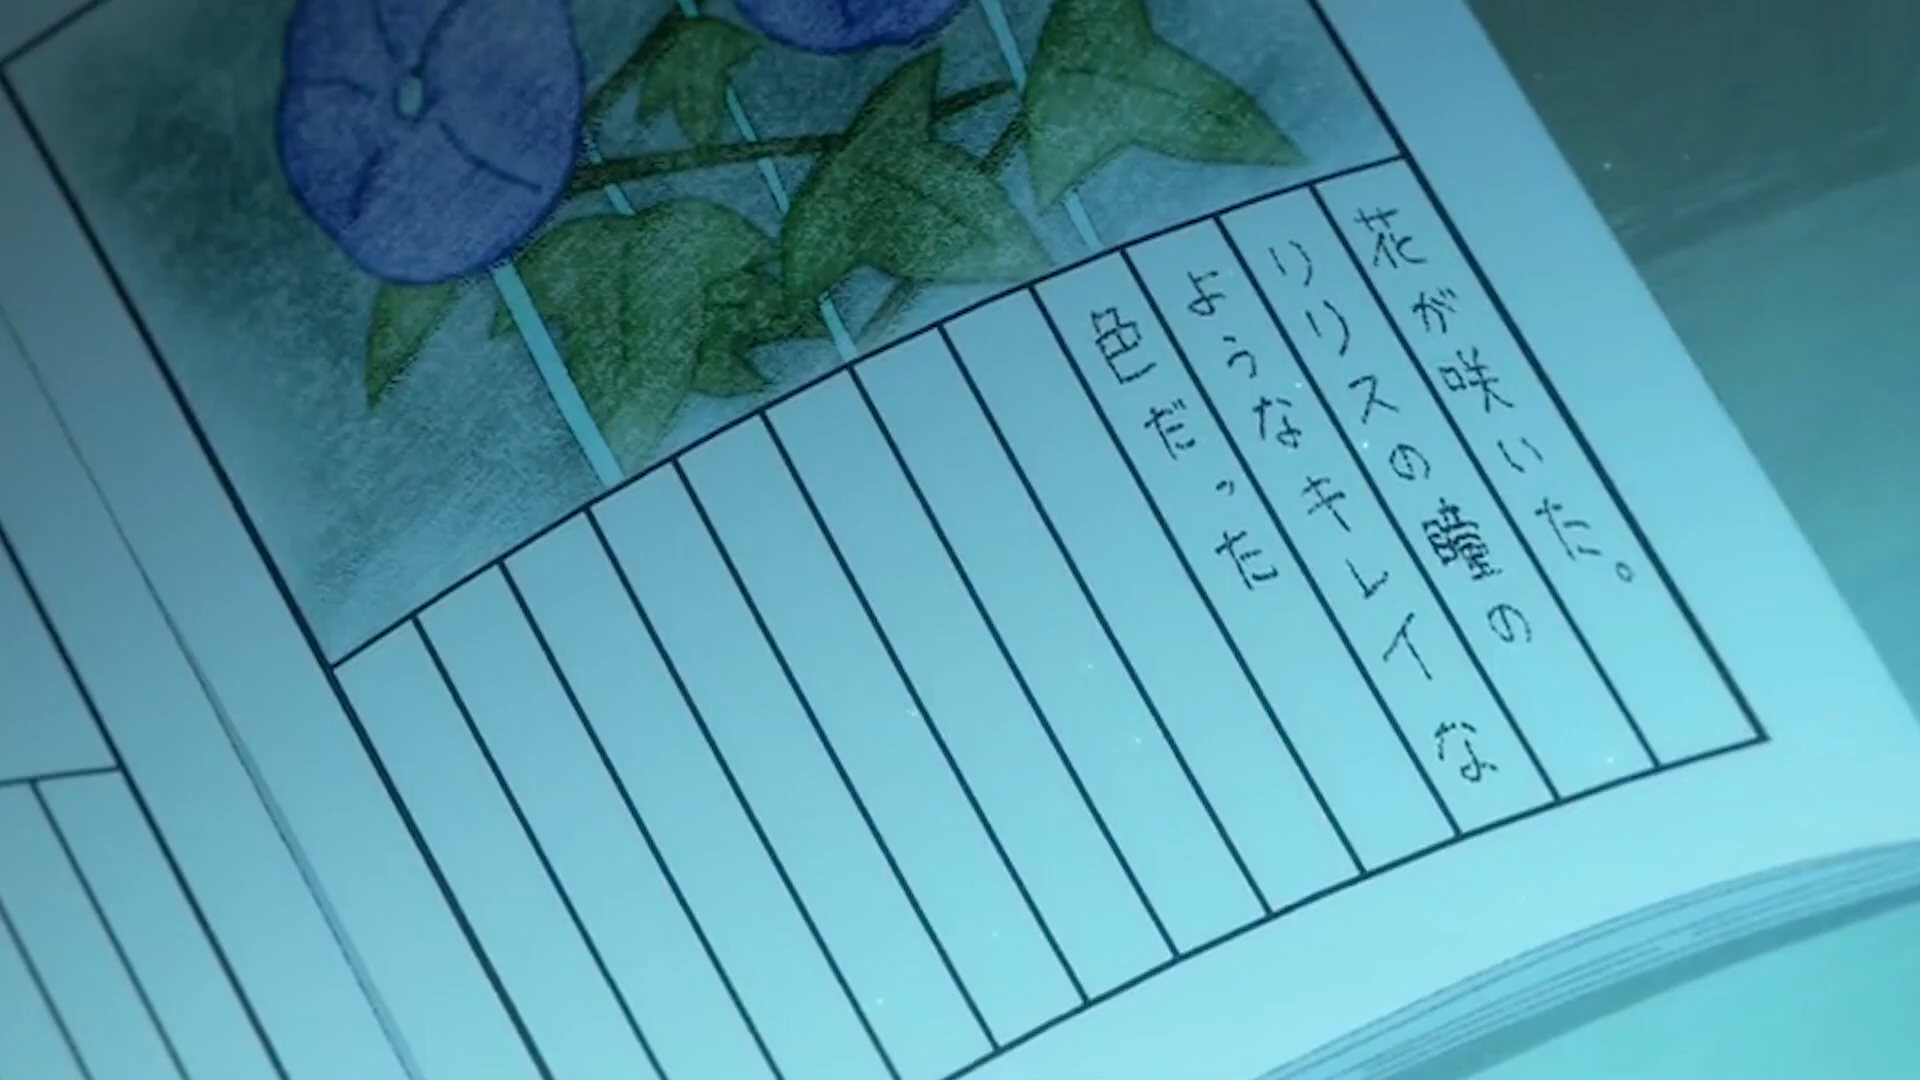 花が咲いた。
リリスの瞳の
ようなキレイな
色だった